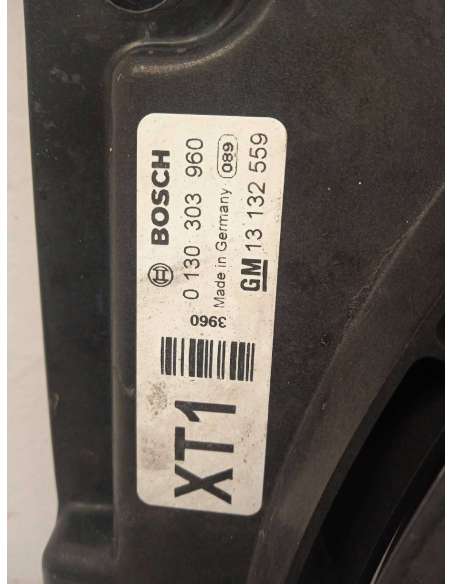 BOSCH
0 130 303 960
Made in Germany 089
GM 13 132 559
3960
XT1